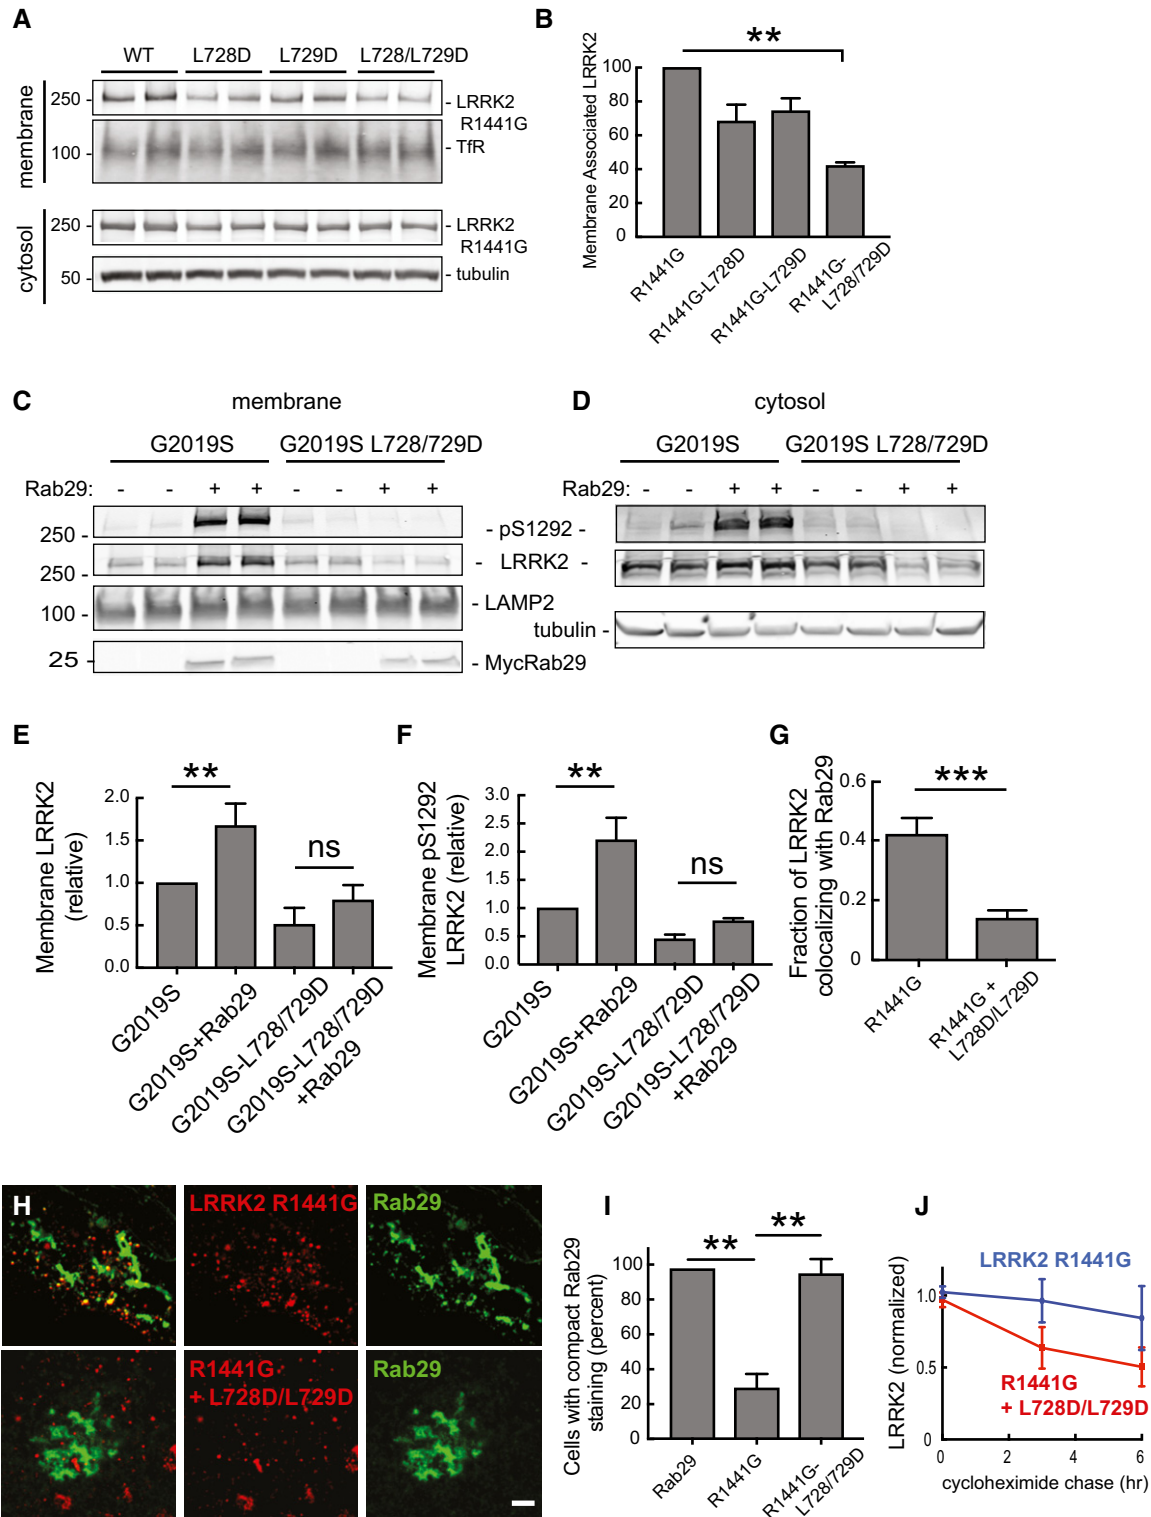 A
WT L728D L729D L728/L729D
membrane
250 -
- LRRK2
R1441G
100 -
- TfR
cytosol
250 -
- LRRK2
R1441G
50 -
- tubulin
B
**
Membrane Associated LRRK2
100
80
60
40
20
0
R1441G
R1441G-L728D
R1441G-L729D
R1441G-
L728/729D
C
membrane
G2019S G2019S L728/729D
Rab29: - - + + - - + +
250 -
- pS1292 -
250 -
- LRRK2 -
100 -
- LAMP2
25 -
- MycRab29
D
cytosol
G2019S G2019S L728/729D
Rab29: - - + + - - + +
tubulin -
E
**
ns
Membrane LRRK2
(relative)
2.0
1.5
1.0
0.5
0.0
G2019S
G2019S+Rab29
G2019S-L728/729D
G2019S-L728/729D
+Rab29
F
**
ns
Membrane pS1292
LRRK2 (relative)
3.0
2.5
2.0
1.5
1.0
0.5
0.0
G2019S
G2019S+Rab29
G2019S-L728/729D
G2019S-L728/729D
+Rab29
G
***
Fraction of LRRK2
colocalizing with Rab29
0.6
0.4
0.2
0
R1441G
R1441G +
L728D/L729D
H
LRRK2 R1441G
Rab29
R1441G
+ L728D/L729D
Rab29
I
**
**
Cells with compact Rab29
staining (percent)
100
80
60
40
20
0
Rab29
R1441G
R1441G-
L728/729D
J
LRRK2 R1441G
LRRK2 (normalized)
1.0
0.5
0
R1441G
+ L728D/L729D
0 2 4 6
cycloheximide chase (hr)